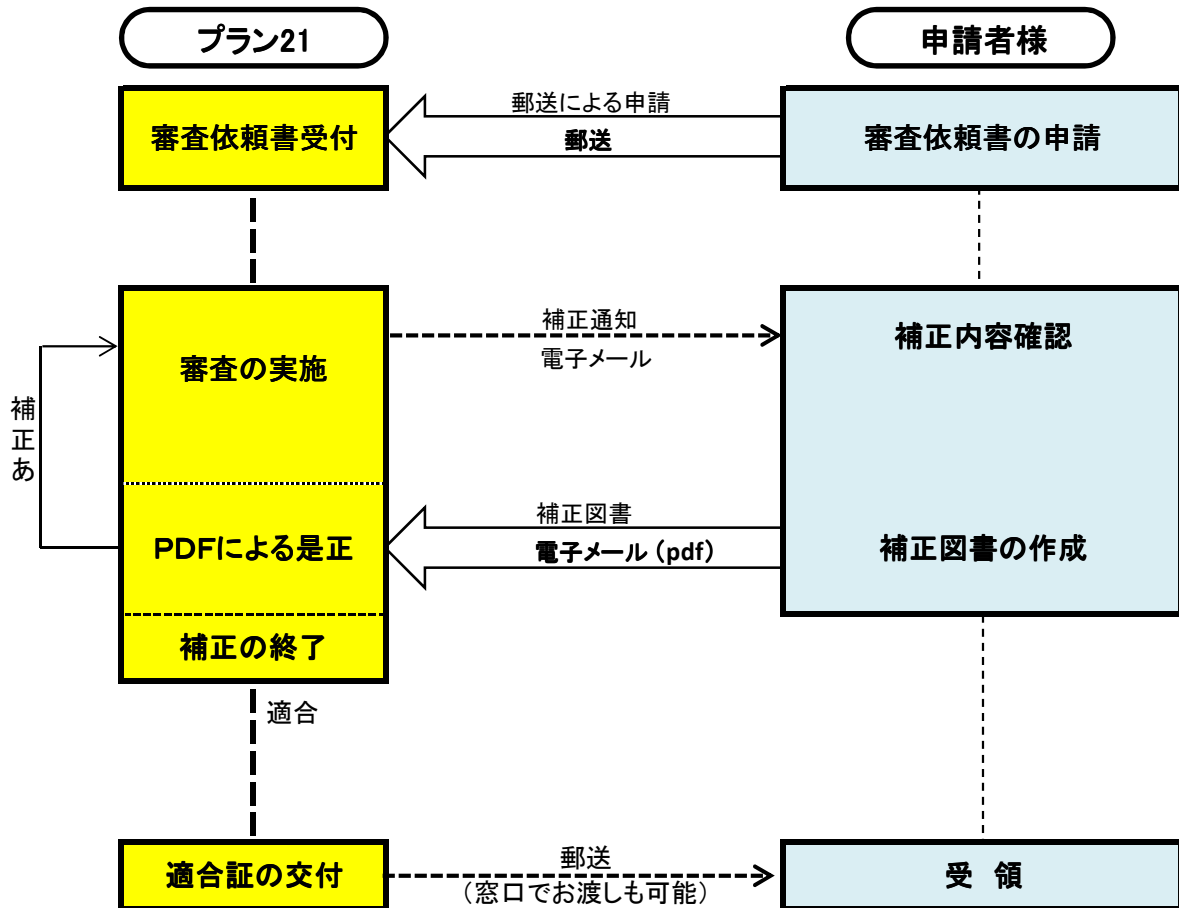 プラン21
申請者様
審査依頼書受付
郵送による申請
郵送
審査依頼書の申請
審査の実施
補正通知
電子メール
補正内容確認
補正あ
PDFによる是正
補正図書
電子メール（pdf）
補正図書の作成
補正の終了
適合
適合証の交付
郵送
（窓口でお渡しも可能）
受 領